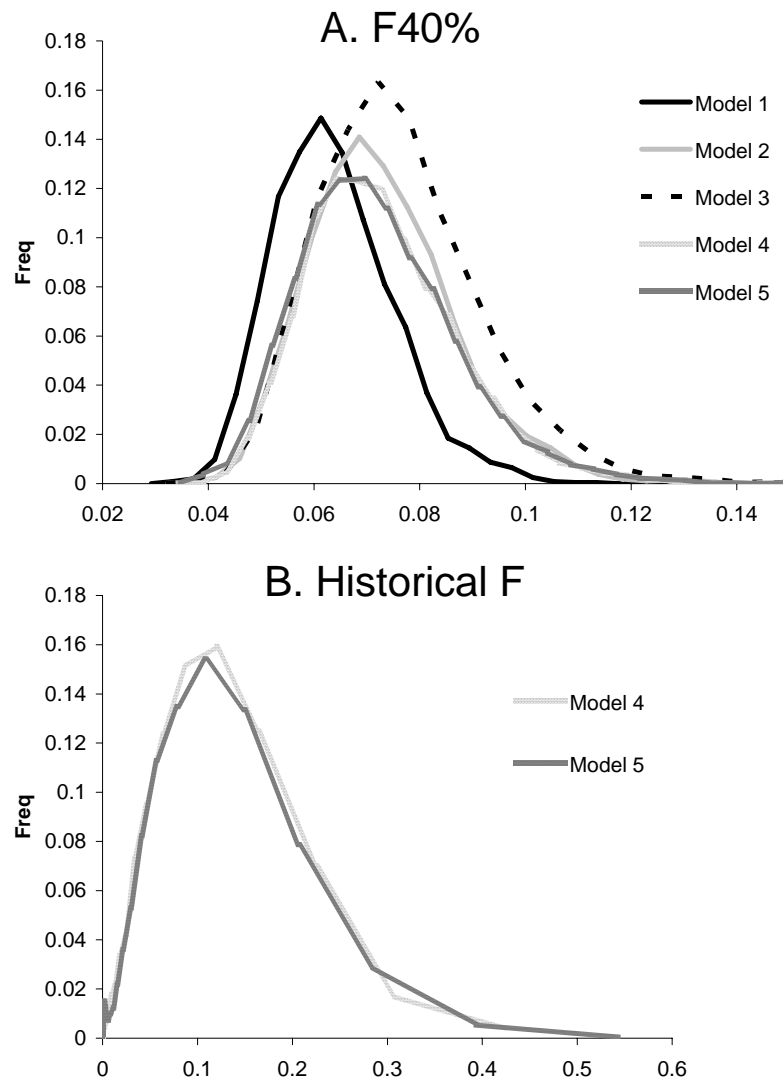 A. F40%
0.18
0.16
0.14
0.12
0.1
0.08
0.06
0.04
0.02
0
Freq
0.02 0.04 0.06 0.08 0.1 0.12 0.14
Model 1
Model 2
Model 3
Model 4
Model 5
B. Historical F
0.18
0.16
0.14
0.12
0.1
0.08
0.06
0.04
0.02
0
Freq
0 0.1 0.2 0.3 0.4 0.5 0.6
Model 4
Model 5